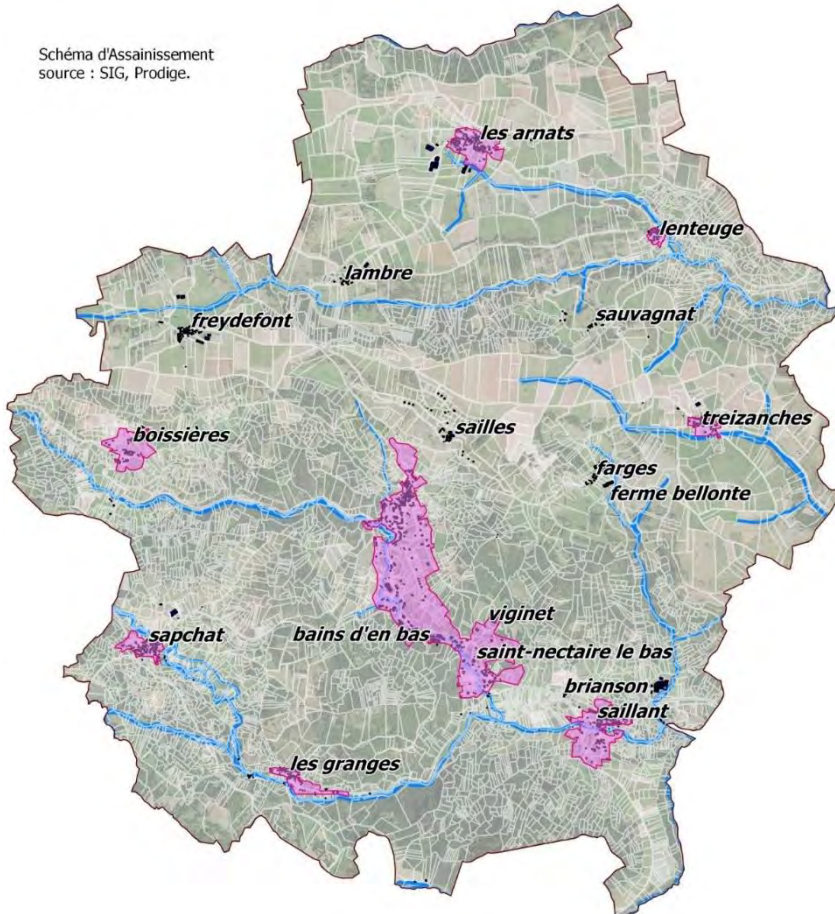 Schéma d'Assainissement
source : SIG, Prodige.
les arnats
lenteuge
lambre
sauvagnat
freydefont
treizanches
boissières
sailles
farges
ferme bellonte
viginet
bains d'en bas
saint-nectaire le bas
sapchat
brianson
saillant
les granges